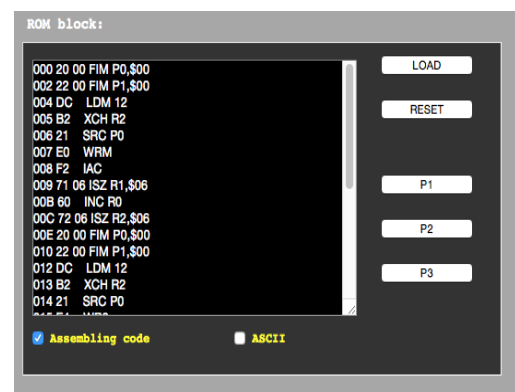 ROM block:
000 20 00 FIM P0,$00
002 22 00 FIM P1,$00
004 DC LDM 12
005 B2 XCH R2
006 21 SRC P0
007 E0 WRM
008 F2 IAC
009 71 06 ISZ R1,$06
00B 60 INC R0
00C 72 06 ISZ R2,$06
00E 20 00 FIM P0,$00
010 22 00 FIM P1,$00
012 DC LDM 12
013 B2 XCH R2
014 21 SRC P0
LOAD
RESET
P1
P2
P3
Assembling code
ASCII